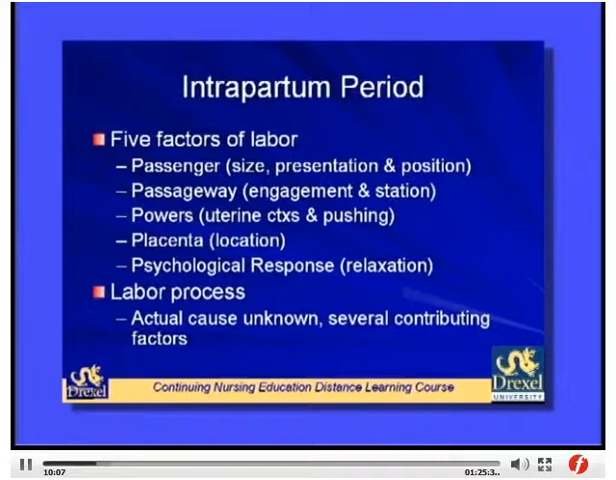 Intrapartum Period
Five factors of labor
– Passenger (size, presentation & position)
– Passageway (engagement & station)
– Powers (uterine ctxs & pushing)
– Placenta (location)
– Psychological Response (relaxation)
Labor process
– Actual cause unknown, several contributing
factors
Drexel
Continuing Nursing Education Distance Learning Course
Drexel
UNIVERSITY
10:07
01:25:3..